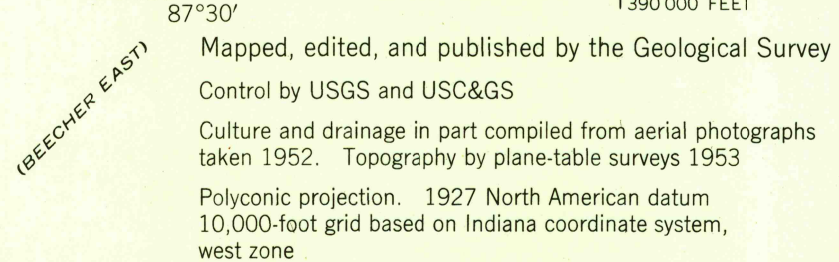 87°30′
1 390 000 FEET
(BEECHER EAST)
Mapped, edited, and published by the Geological Survey
Control by USGS and USC&GS
Culture and drainage in part compiled from aerial photographs
taken 1952. Topography by plane-table surveys 1953
Polyconic projection. 1927 North American datum
10,000-foot grid based on Indiana coordinate system,
west zone